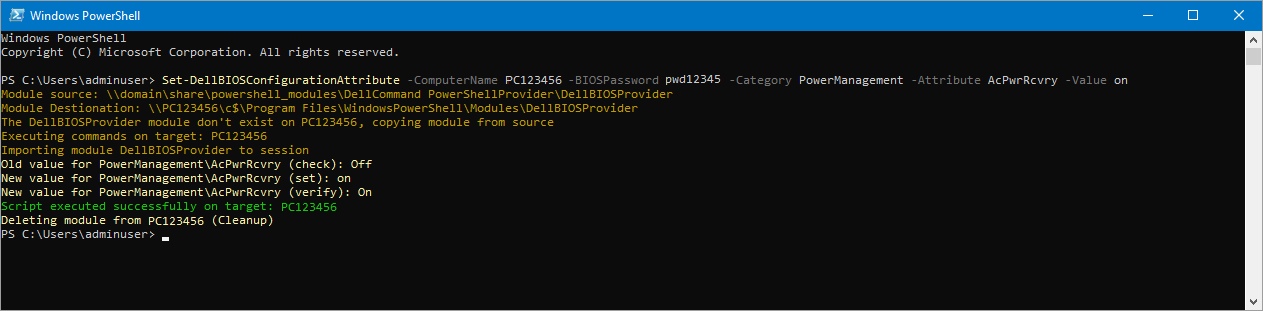 Windows PowerShell
Windows PowerShell
Copyright (C) Microsoft Corporation. All rights reserved.
PS C:\Users\adminuser> Set-DellBIOSConfigurationAttribute -ComputerName PC123456 -BIOSPassword pwd12345 -Category PowerManagement -Attribute AcPwrRcvry -Value on
Module source: \\domain\share\powershell_modules\DellCommand PowerShellProvider\DellBIOSProvider
Module Destionation: \\PC123456\c$\Program Files\WindowsPowerShell\Modules\DellBIOSProvider
The DellBIOSProvider module don't exist on PC123456, copying module from source
Executing commands on target: PC123456
Importing module DellBIOSProvider to session
Old value for PowerManagement\AcPwrRcvry (check): Off
New value for PowerManagement\AcPwrRcvry (set): on
New value for PowerManagement\AcPwrRcvry (verify): On
Script executed successfully on target: PC123456
Deleting module from PC123456 (Cleanup)
PS C:\Users\adminuser>